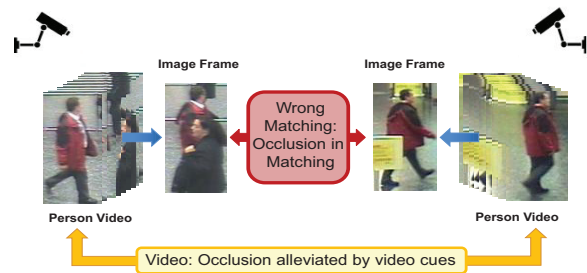 Image Frame
Image Frame
Wrong
Matching:
Occlusion in
Matching
Person Video
Person Video
Video: Occlusion alleviated by video cues